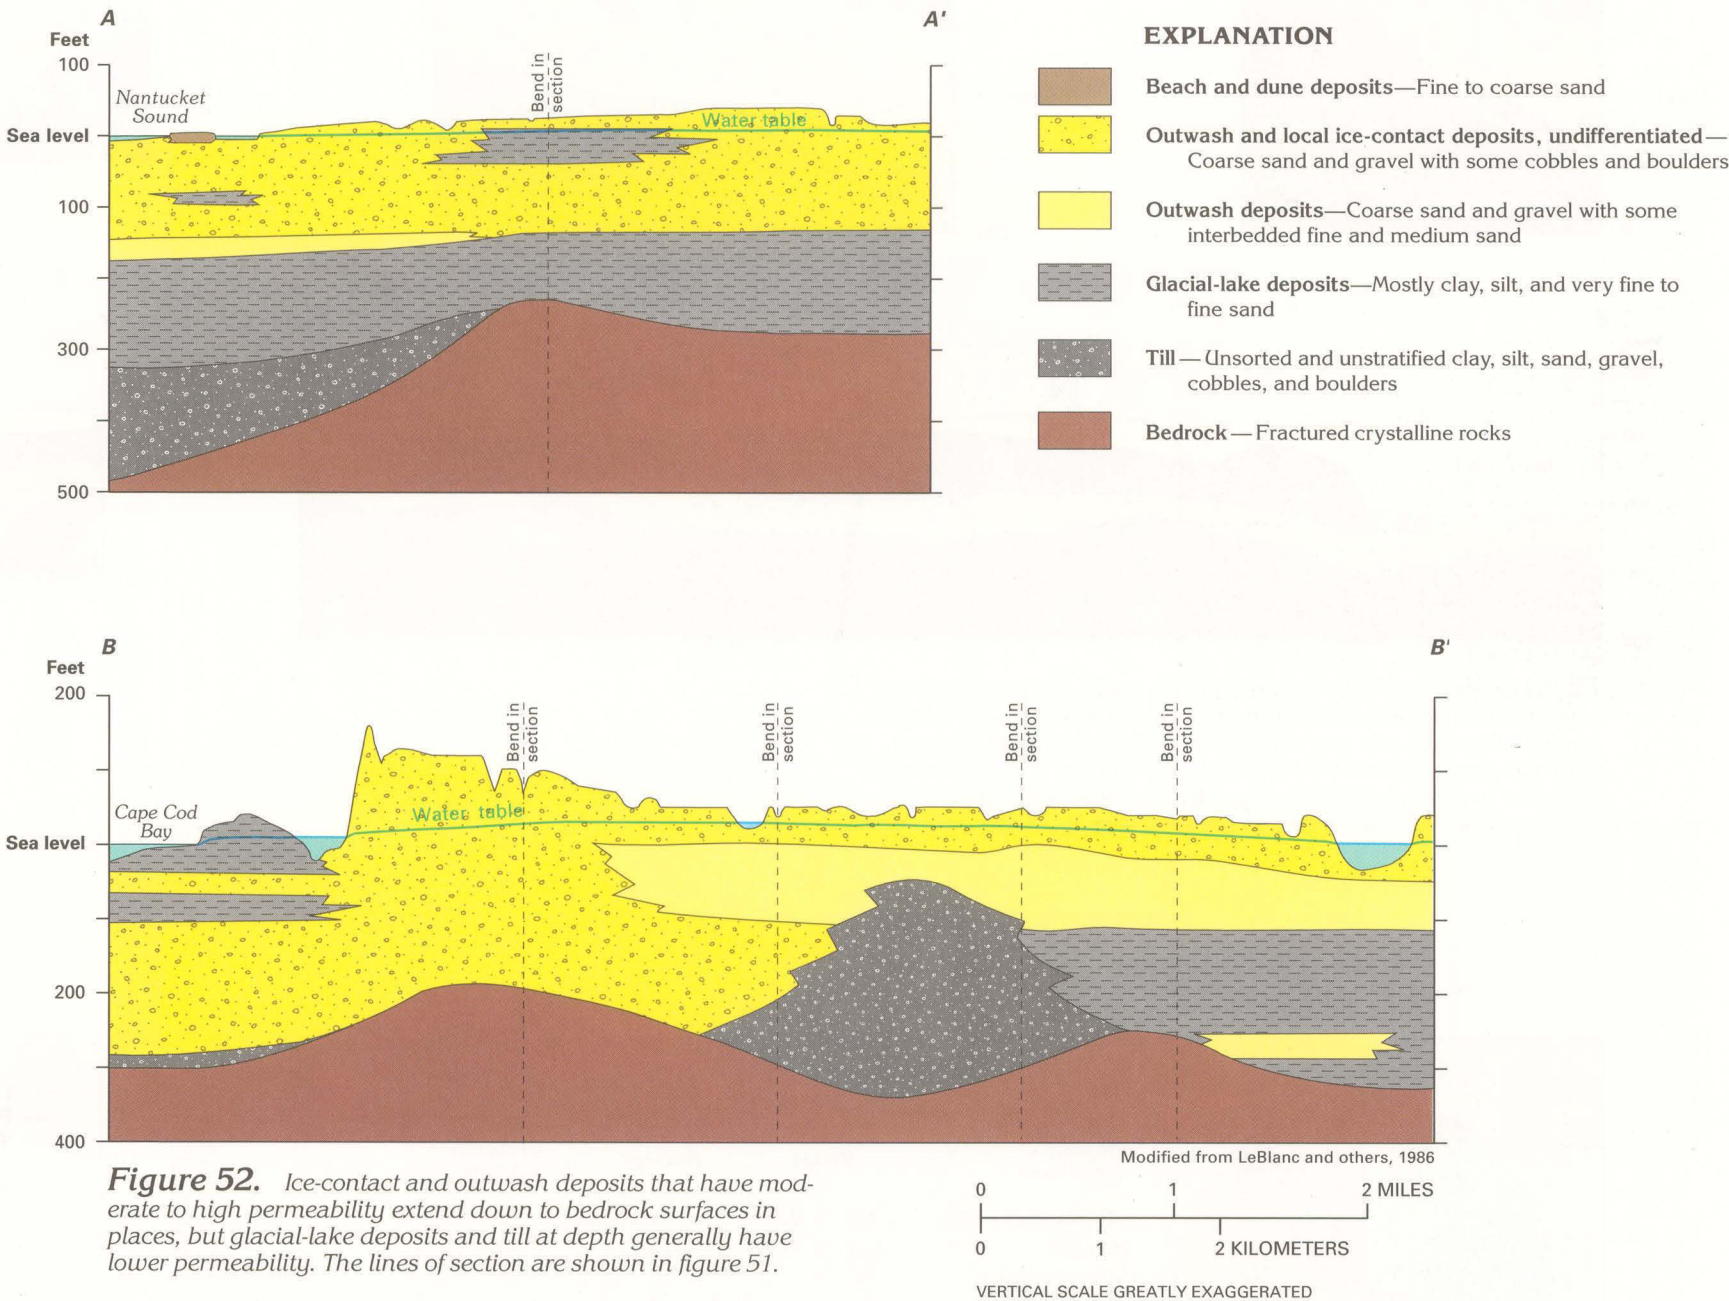 A
A'
Feet
100
Nantucket
Sound
Sea level
100
300
500
Bend in
section
Water table
EXPLANATION
Beach and dune deposits—Fine to coarse sand
Outwash and local ice-contact deposits, undifferentiated—
Coarse sand and gravel with some cobbles and boulders
Outwash deposits—Coarse sand and gravel with some
interbedded fine and medium sand
Glacial-lake deposits—Mostly clay, silt, and very fine to
fine sand
Till—Unsorted and unstratified clay, silt, sand, gravel,
cobbles, and boulders
Bedrock—Fractured crystalline rocks
B
B'
Feet
200
Cape Cod
Bay
Sea level
200
400
Bend in
section
Bend in
section
Bend in
section
Bend in
section
Water table
Modified from LeBlanc and others, 1986
Figure 52. Ice-contact and outwash deposits that have mod-
erate to high permeability extend down to bedrock surfaces in
places, but glacial-lake deposits and till at depth generally have
lower permeability. The lines of section are shown in figure 51.
0 1 2 MILES
0 1 2 KILOMETERS
VERTICAL SCALE GREATLY EXAGGERATED